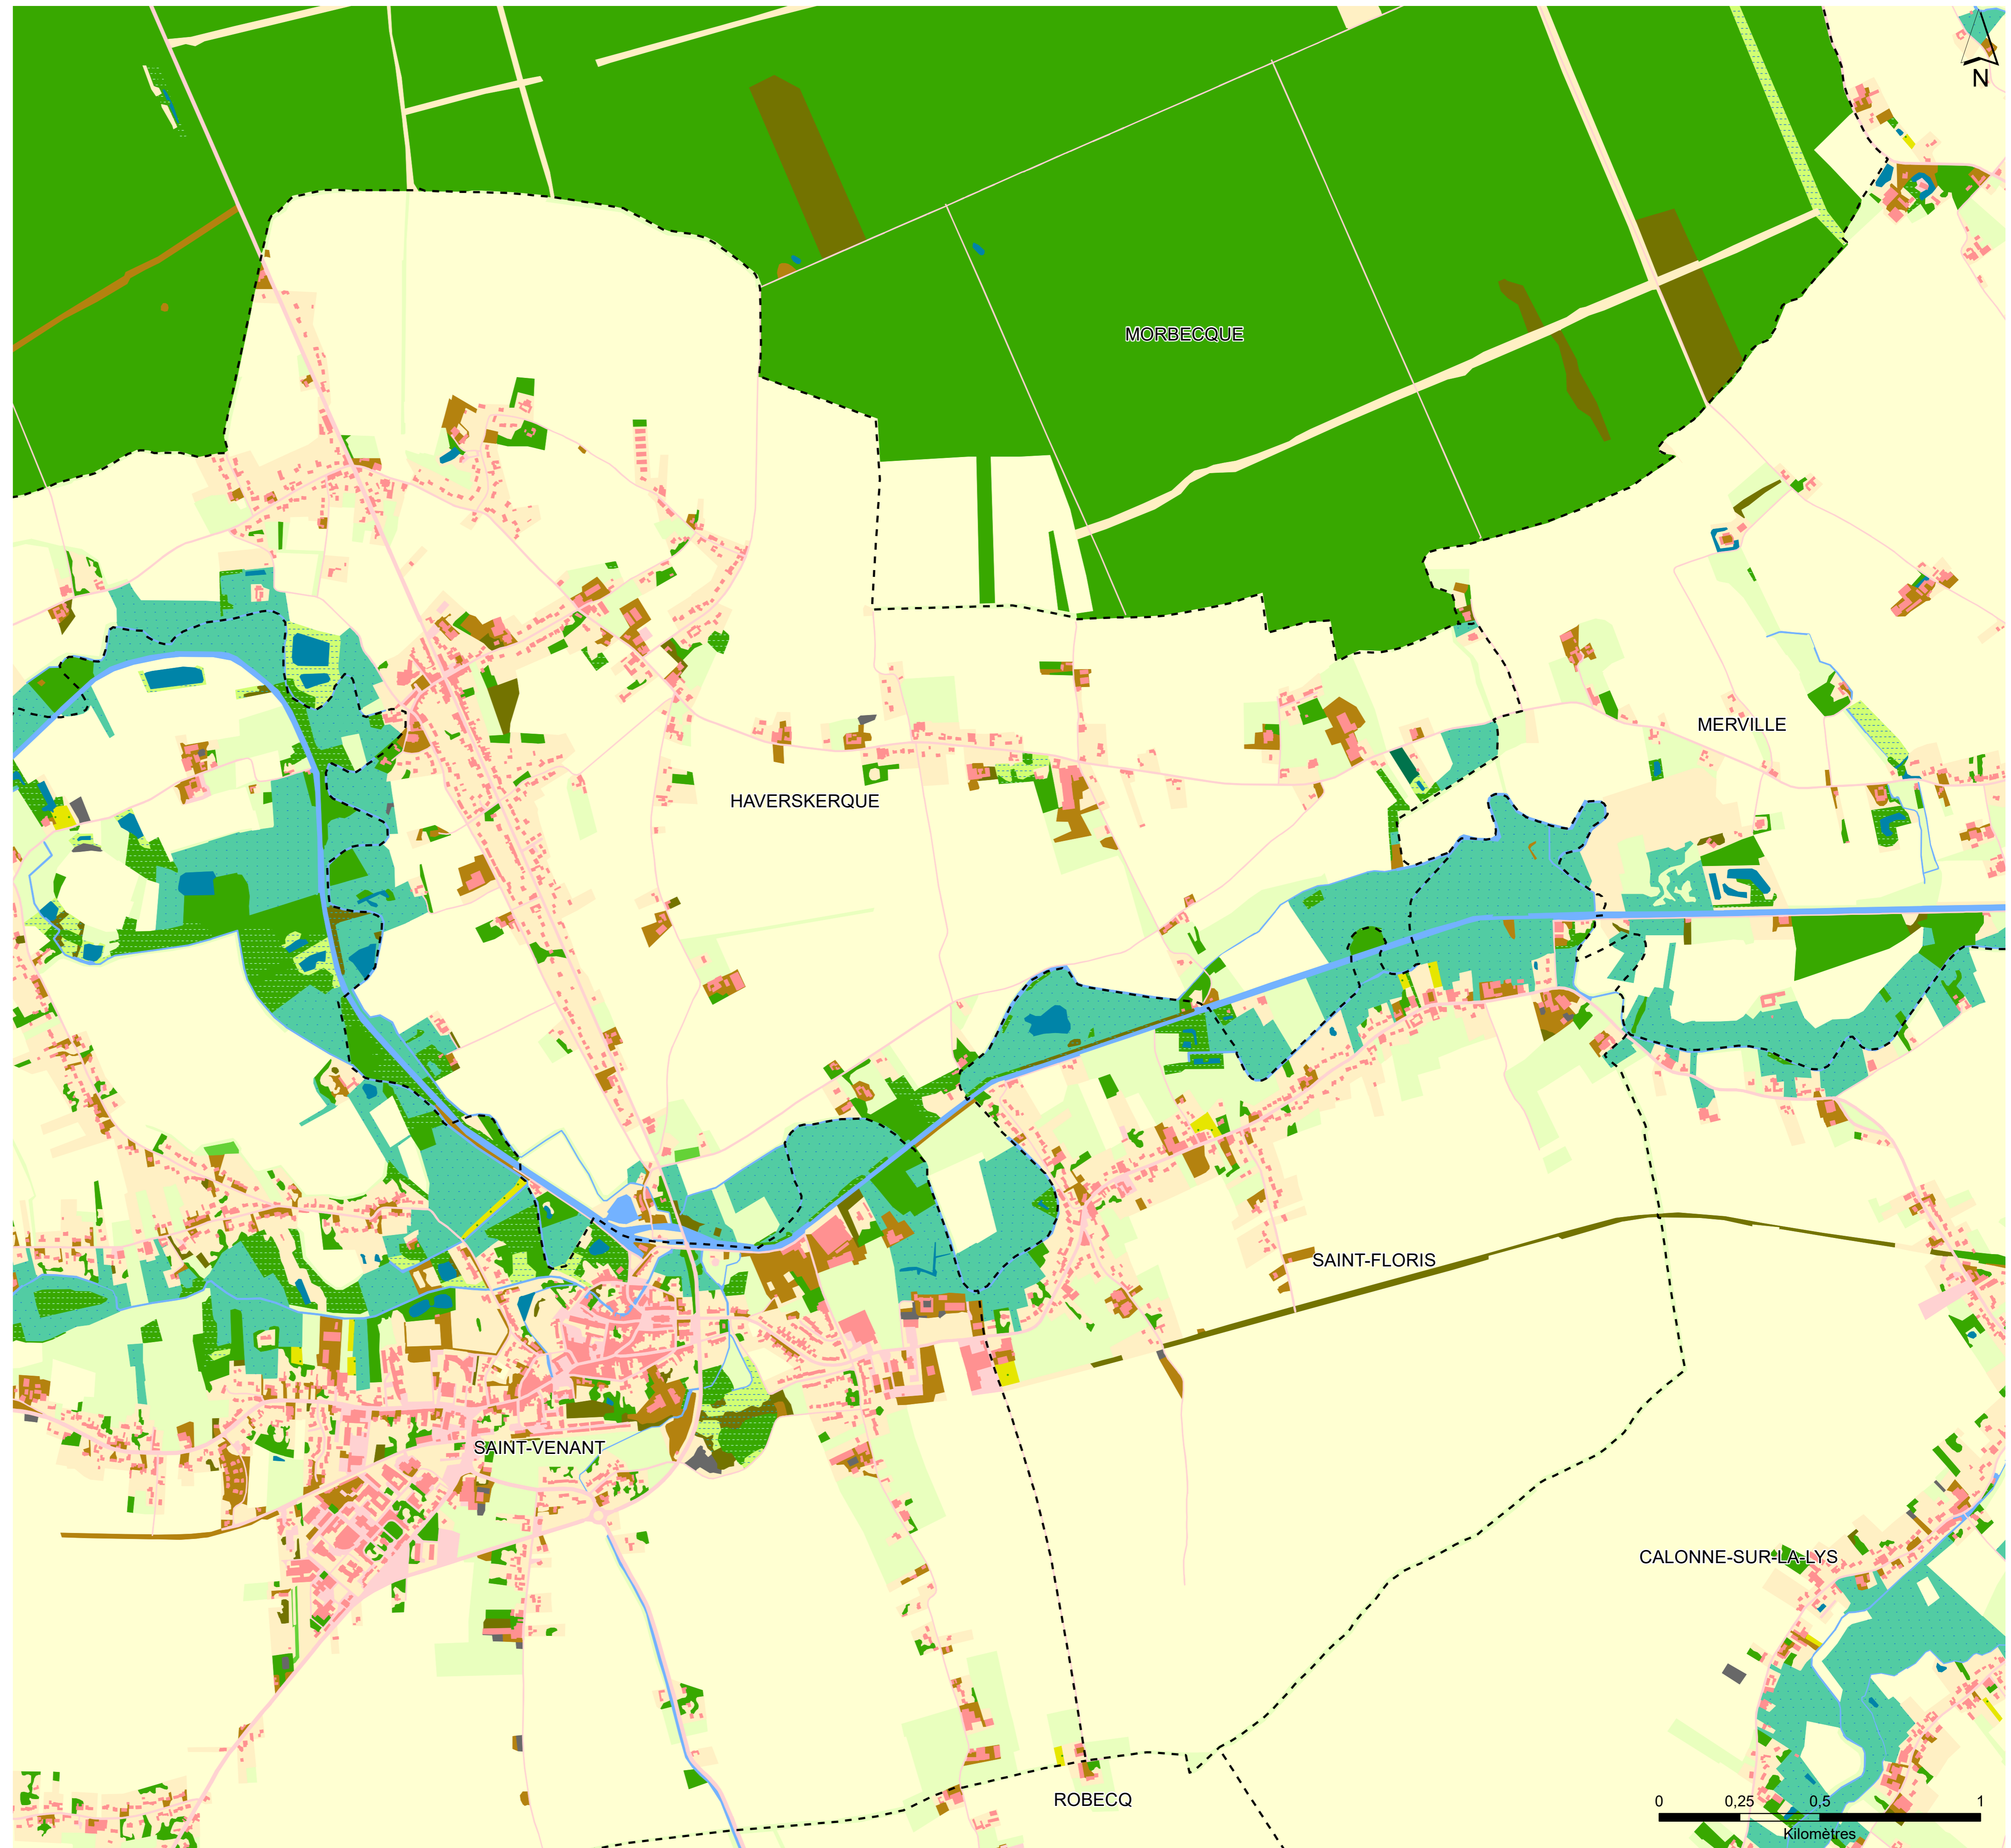 N
MORBECQUE
MERVILLE
HAVERSKERQUE
SAINT-FLORIS
SAINT-VENANT
CALONNE-SUR-LA-LYS
ROBECQ
0 0,25 0,5 1
Kilomètres